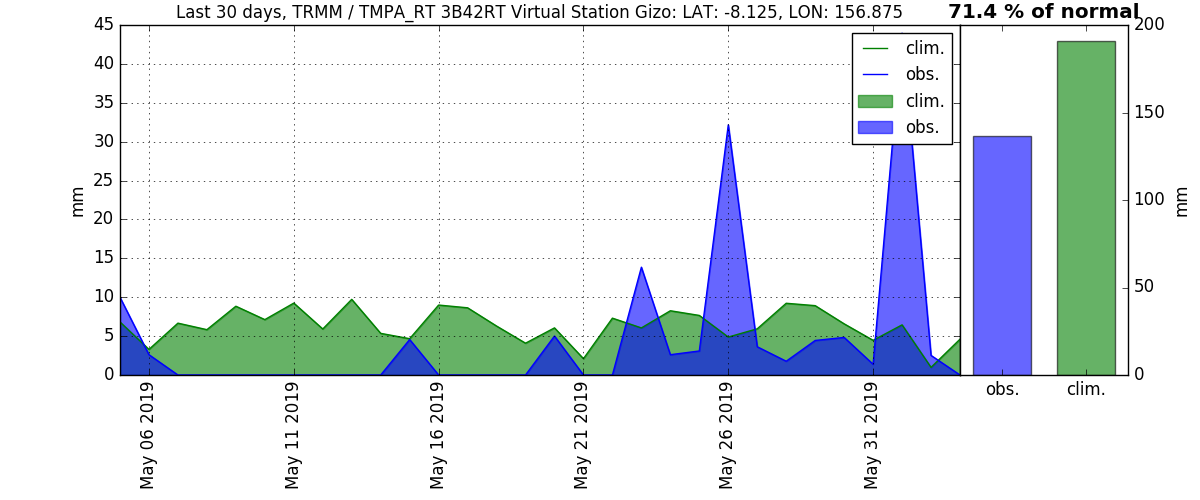 Last 30 days, TRMM / TMPA_RT 3B42RT Virtual Station Gizo: LAT: -8.125, LON: 156.875
71.4 % of normal
45
40
35
30
25
20
15
10
5
0
mm
clim.
obs.
clim.
obs.
May 06 2019
May 11 2019
May 16 2019
May 21 2019
May 26 2019
May 31 2019
200
150
100
50
0
mm
obs.
clim.